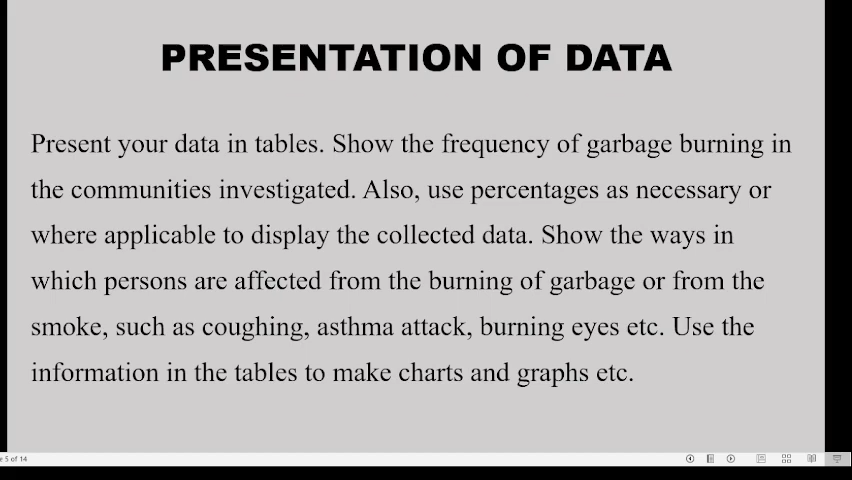 PRESENTATION OF DATA
Present your data in tables. Show the frequency of garbage burning in
the communities investigated. Also, use percentages as necessary or
where applicable to display the collected data. Show the ways in
which persons are affected from the burning of garbage or from the
smoke, such as coughing, asthma attack, burning eyes etc. Use the
information in the tables to make charts and graphs etc.
5 of 14